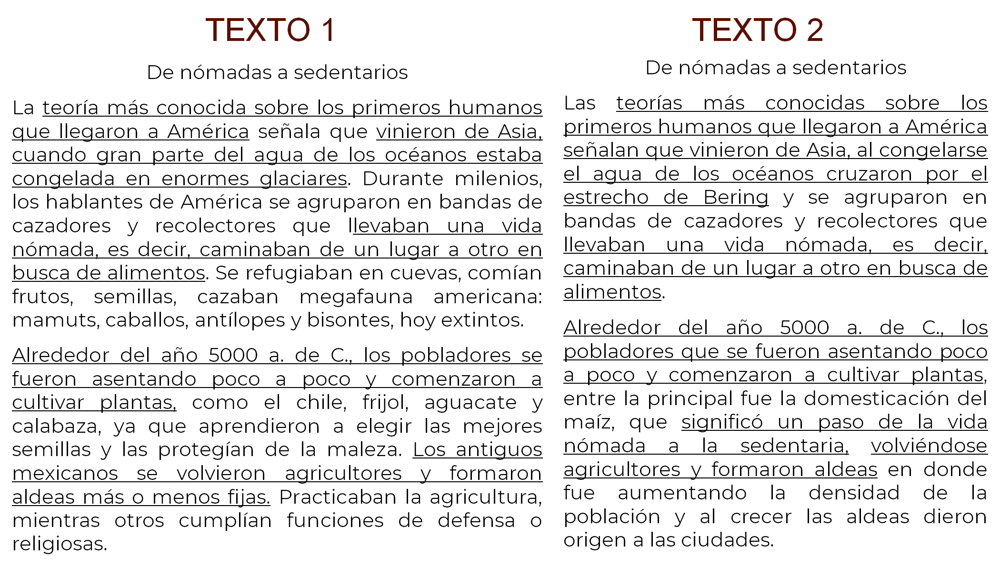 TEXTO 1
De nómadas a sedentarios
La teoría más conocida sobre los primeros humanos
que llegaron a América señala que vinieron de Asia,
cuando gran parte del agua de los océanos estaba
congelada en enormes glaciares. Durante milenios,
los hablantes de América se agruparon en bandas de
cazadores y recolectores que llevaban una vida
nómada, es decir, caminaban de un lugar a otro en
busca de alimentos. Se refugiaban en cuevas, comían
frutos, semillas, cazaban megafauna americana:
mamuts, caballos, antílopes y bisontes, hoy extintos.
Alrededor del año 5000 a. de C., los pobladores se
fueron asentando poco a poco y comenzaron a
cultivar plantas, como el chile, frijol, aguacate y
calabaza, ya que aprendieron a elegir las mejores
semillas y las protegían de la maleza. Los antiguos
mexicanos se volvieron agricultores y formaron
aldeas más o menos fijas. Practicaban la agricultura,
mientras otros cumplían funciones de defensa o
religiosas.
TEXTO 2
De nómadas a sedentarios
Las teorías más conocidas sobre los
primeros humanos que llegaron a América
señalan que vinieron de Asia, al congelarse
el agua de los océanos cruzaron por el
estrecho de Bering y se agruparon en
bandas de cazadores y recolectores que
llevaban una vida nómada, es decir,
caminaban de un lugar a otro en busca de
alimentos.
Alrededor del año 5000 a. de C., los
pobladores que se fueron asentando poco
a poco y comenzaron a cultivar plantas,
entre la principal fue la domesticación del
maíz, que significó un paso de la vida
nómada a la sedentaria, volviéndose
agricultores y formaron aldeas en donde
fue aumentando la densidad de la
población y al crecer las aldeas dieron
origen a las ciudades.